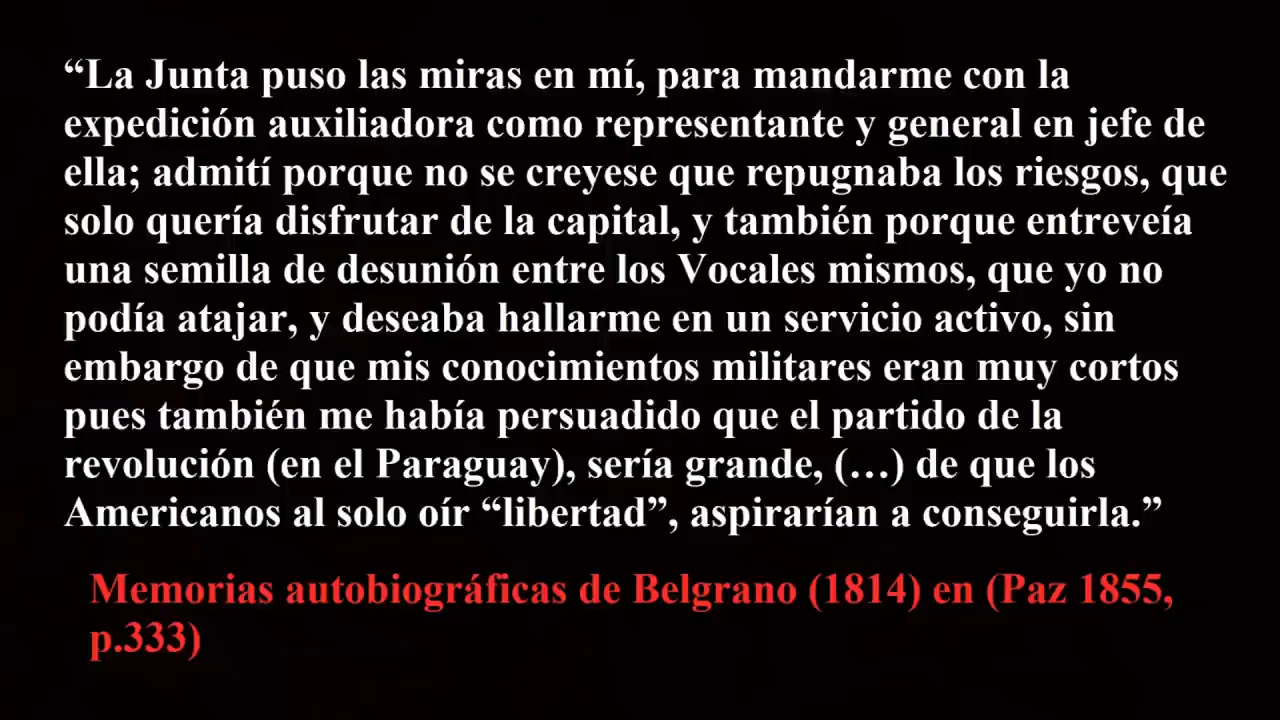 “La Junta puso las miras en mí, para mandarme con la
expedición auxiliadora como representante y general en jefe de
ella; admití porque no se creyese que repugnaba los riesgos, que
solo quería disfrutar de la capital, y también porque entreveía
una semilla de desunión entre los Vocales mismos, que yo no
podía atajar, y deseaba hallarme en un servicio activo, sin
embargo de que mis conocimientos militares eran muy cortos
pues también me había persuadido que el partido de la
revolución (en el Paraguay), sería grande, (…) de que los
Americanos al solo oír “libertad”, aspirarían a conseguirla.”
Memorias autobiográficas de Belgrano (1814) en (Paz 1855,
p.333)